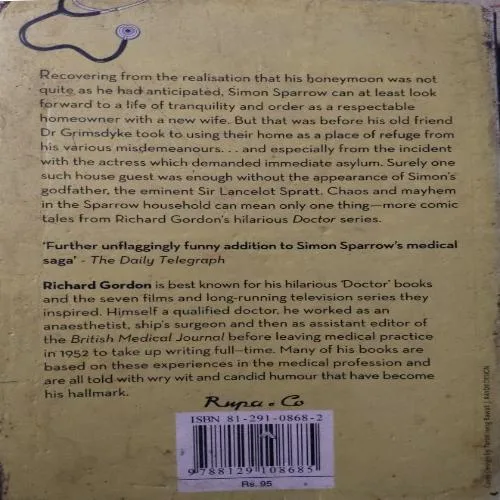 Recovering from the realisation that his honeymoon was not
quite as he had anticipated, Simon Sparrow can at least look
forward to a life of tranquility and order as a respectable
homeowner with a new wife. But that was before his old friend
Dr Grimsdyke took to using their home as a place of refuge from
his various misdemeanours. . . and especially from the incident
with the actress which demanded immediate asylum. Surely one
such house guest was enough without the appearance of Simon's
godfather, the eminent Sir Lancelot Spratt. Chaos and mayhem
in the Sparrow household can mean only one thing—more comic
tales from Richard Gordon's hilarious Doctor series.
'Further unflaggingly funny addition to Simon Sparrow's medical
saga' - The Daily Telegraph
Richard Gordon is best known for his hilarious 'Doctor' books
and the seven films and long-running television series they
inspired. Himself a qualified doctor, he worked as an
anaesthetist, ship's surgeon and then as assistant editor of
the British Medical Journal before leaving medical practice
in 1952 to take up writing full-time. Many of his books are
based on these experiences in the medical profession and
are all told with wry wit and candid humour that have become
his hallmark.
Rupa & Co
ISBN 81-291-0868-2
9 788129 108685
Rs. 95
Cover design by